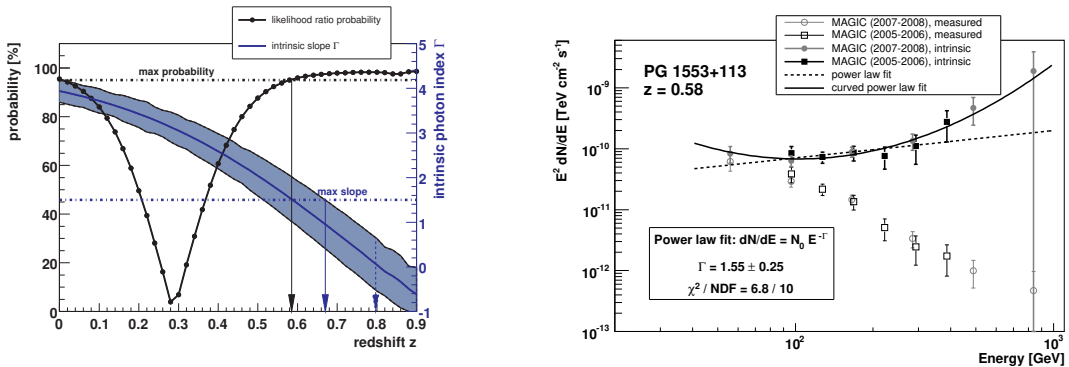 likelihood ratio probability
intrinsic slope Γ
probability [%]
100
80
60
40
20
0
max probability
max slope
0 0.1 0.2 0.3 0.4 0.5 0.6 0.7 0.8 0.9
redshift z
5
4
3
2
1
0
-1
intrinsic photon index Γ
MAGIC (2007-2008), measured
MAGIC (2005-2006), measured
MAGIC (2007-2008), intrinsic
MAGIC (2005-2006), intrinsic
power law fit
curved power law fit
PG 1553+113
z = 0.58
E² dN/dE [TeV cm⁻² s⁻¹]
10⁻⁹
10⁻¹⁰
10⁻¹¹
10⁻¹²
10⁻¹³
Power law fit: dN/dE = N₀ E^-Γ
Γ = 1.55 ± 0.25
χ² / NDF = 6.8 / 10
10² 10³
Energy [GeV]